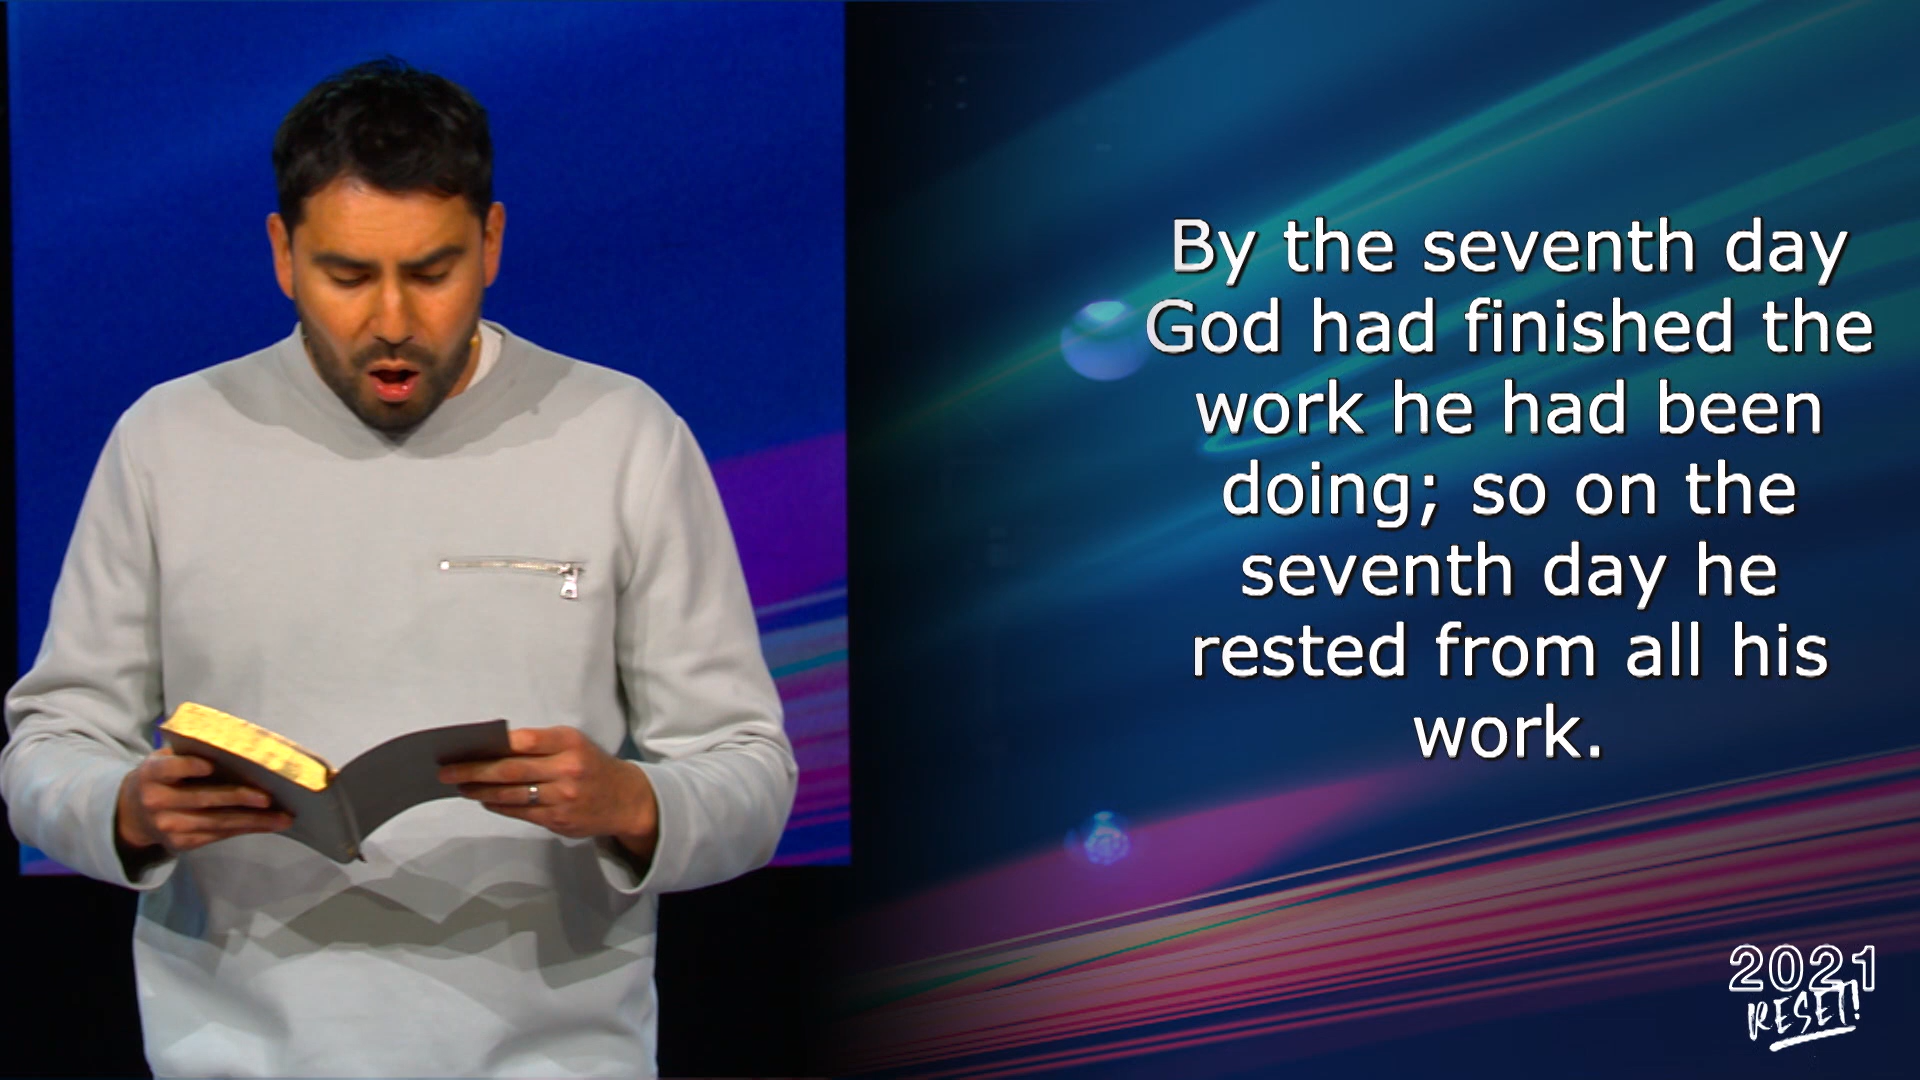 By the seventh day
God had finished the
work he had been
doing; so on the
seventh day he
rested from all his
work.
2021
RESET!